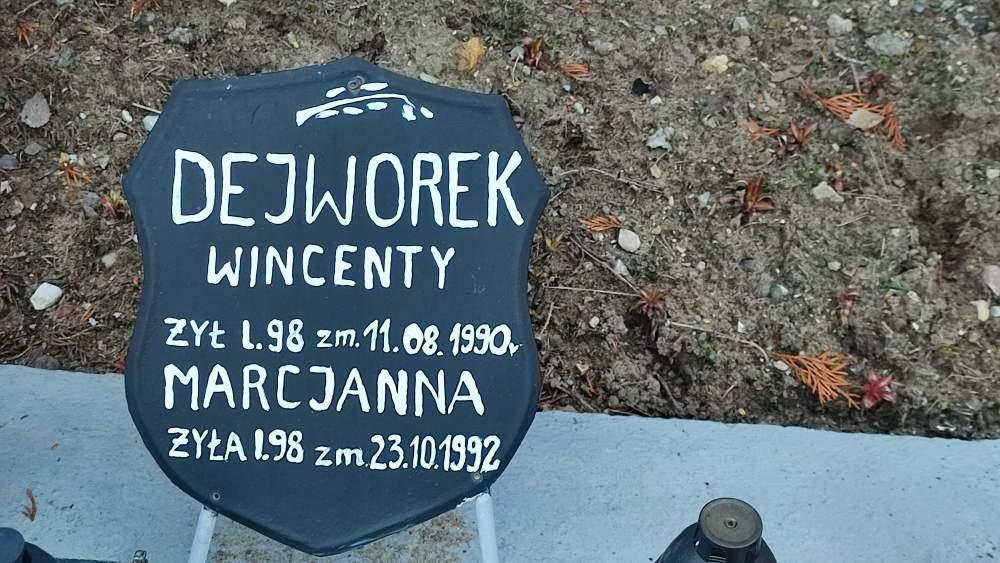 DEJWOREK
WINCENTY
ŻYŁ l.98 zm.11.08.1990r
MARCJANNA
ŻYŁA l.98 zm.23.10.1992